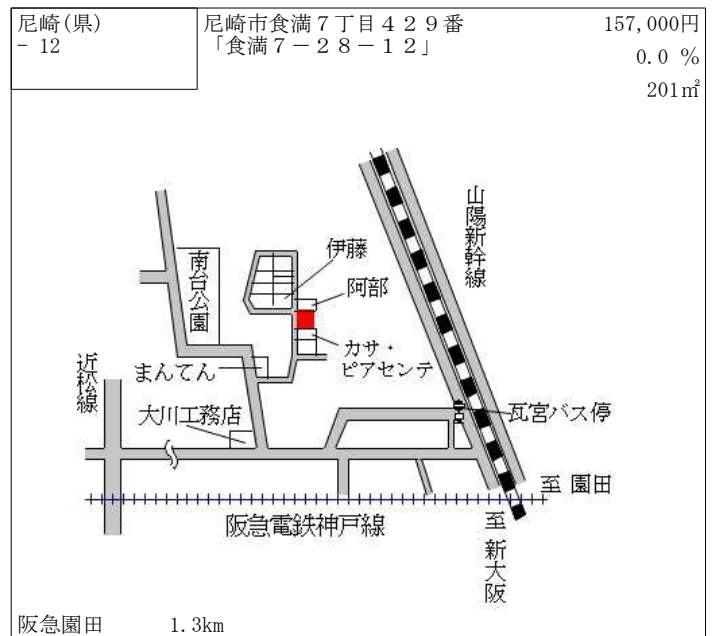 尼崎(県)
- 12
尼崎市食満７丁目４２９番
「食満７－２８－１２」
157,000円
0.0 %
201㎡
山陽新幹線
伊藤
南台公園
阿部
カサ・
ピアセンテ
近松線
まんてん
大川工務店
瓦宮バス停
至 園田
阪急電鉄神戸線
至 新大阪
阪急園田 1.3km